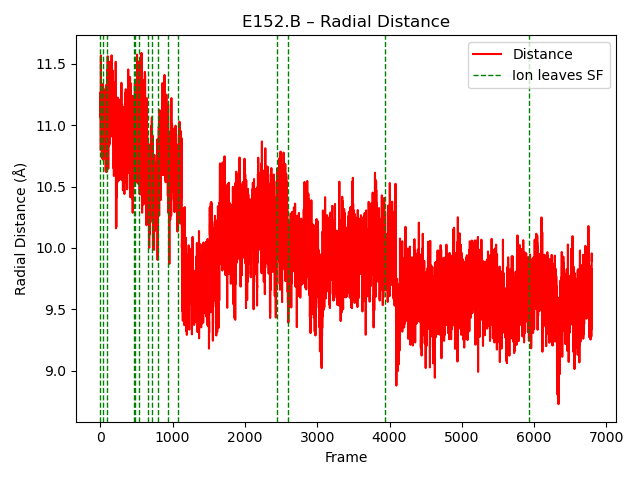 E152.B – Radial Distance
Distance
Ion leaves SF
Radial Distance (Å)
11.5
11.0
10.5
10.0
9.5
9.0
0 1000 2000 3000 4000 5000 6000 7000
Frame